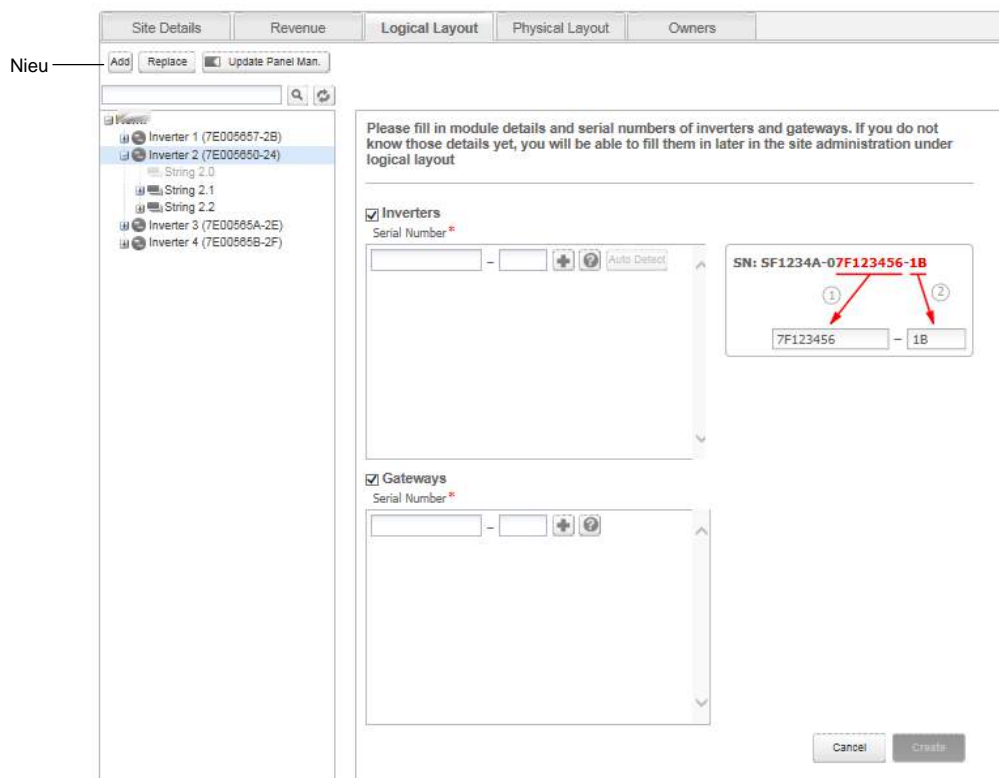 Site Details Revenue Logical Layout Physical Layout Owners
Nieu
Add Replace Update Panel Man.
Inverter 1 (7E005657-2B)
Inverter 2 (7E005650-24)
String 2.0
String 2.1
String 2.2
Inverter 3 (7E00565A-2E)
Inverter 4 (7E00565B-2F)
Please fill in module details and serial numbers of inverters and gateways. If you do not
know those details yet, you will be able to fill them in later in the site administration under
logical layout
Inverters
Serial Number *
– Auto Detect
SN: SF1234A-07F123456-1B
1 2
7F123456 – 1B
Gateways
Serial Number *
–
Cancel Create